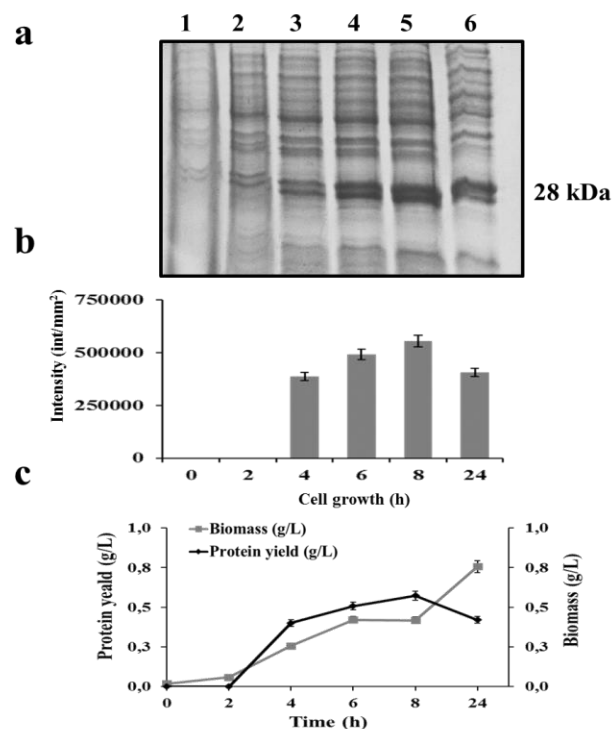 a
1 2 3 4 5 6
28 kDa
b
Intensity (int/mm²)
750000
500000
250000
0
0 2 4 6 8 24
Cell growth (h)
c
Biomass (g/L)
Protein yield (g/L)
Protein yeald (g/L)
1,0
0,8
0,5
0,3
0,0
Biomass (g/L)
1,0
0,8
0,5
0,3
0,0
0 2 4 6 8 24
Time (h)